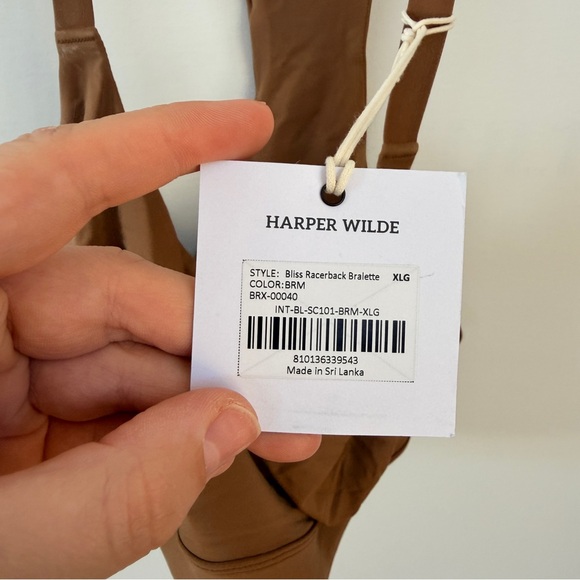 HARPER WILDE
STYLE: Bliss Racerback Bralette XLG
COLOR:BRM
BRX-00040
INT-BL-SC101-BRM-XLG
810136339543
Made in Sri Lanka